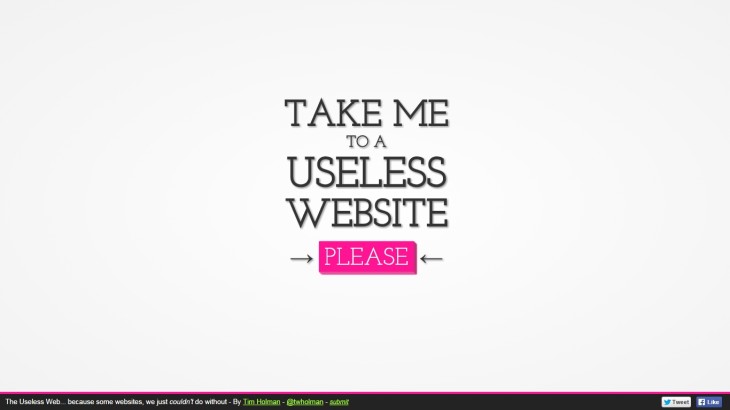 TAKE ME
TO A
USELESS
WEBSITE
→ PLEASE ←
The Useless Web... because some websites, we just couldn't do without - By Tim Holman - @twholman - submit
Tweet
Like